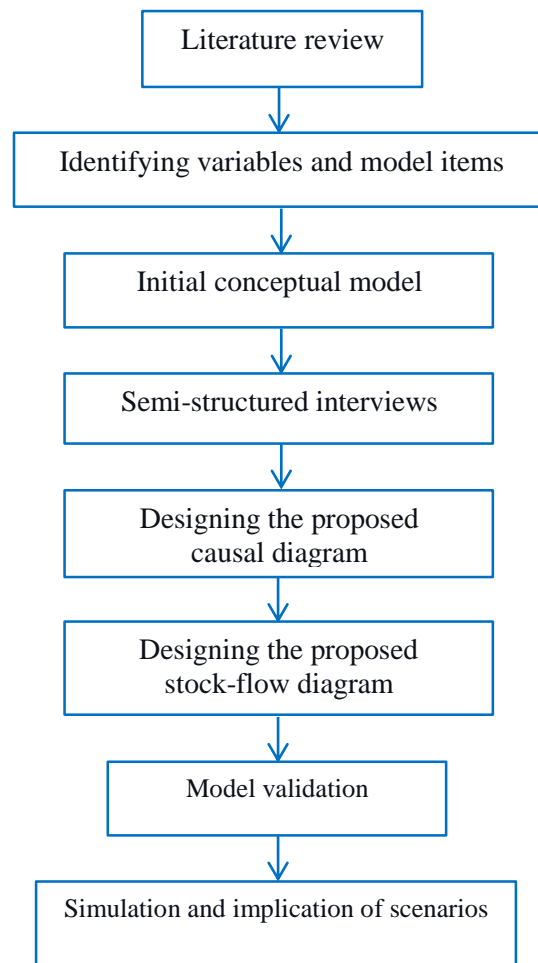 Literature review
Identifying variables and model items
Initial conceptual model
Semi-structured interviews
Designing the proposed
causal diagram
Designing the proposed
stock-flow diagram
Model validation
Simulation and implication of scenarios